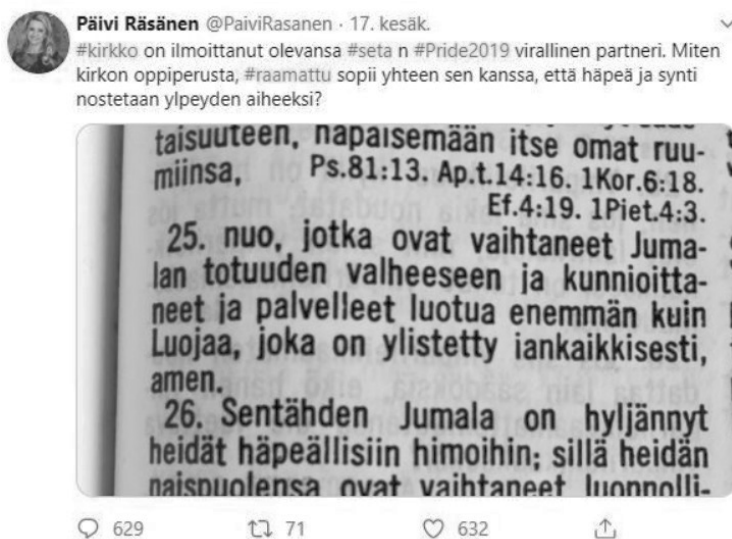 Päivi Räsänen @PaiviRasanen · 17. kesäk.
#kirkko on ilmoittanut olevansa #seta n #Pride2019 virallinen partneri. Miten
kirkon oppiperusta, #raamattu sopii yhteen sen kanssa, että häpeä ja synti
nostetaan ylpeyden aiheeksi?
taisuuteen, häpäisemään itse omat ruu-
miinsa, Ps.81:13. Ap.t.14:16. 1Kor.6:18.
Ef.4:19. 1Piet.4:3.
25. nuo, jotka ovat vaihtaneet Juma-
lan totuuden valheeseen ja kunnioitta-
neet ja palvelleet luotua enemmän kuin
Luojaa, joka on ylistetty iankaikkisesti,
amen.
26. Sentähden Jumala on hyljännyt
heidät häpeällisiin himoihin; sillä heidän
naispuolensa ovat vaihtaneet luonnolli-
629 71 632